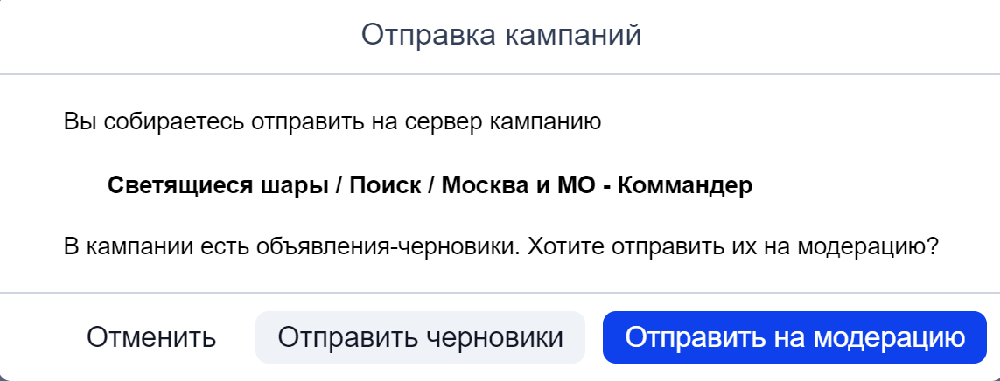 Отправка кампаний
Вы собираетесь отправить на сервер кампанию
Светящиеся шары / Поиск / Москва и МО - Коммандер
В кампании есть объявления-черновики. Хотите отправить их на модерацию?
Отменить Отправить черновики Отправить на модерацию